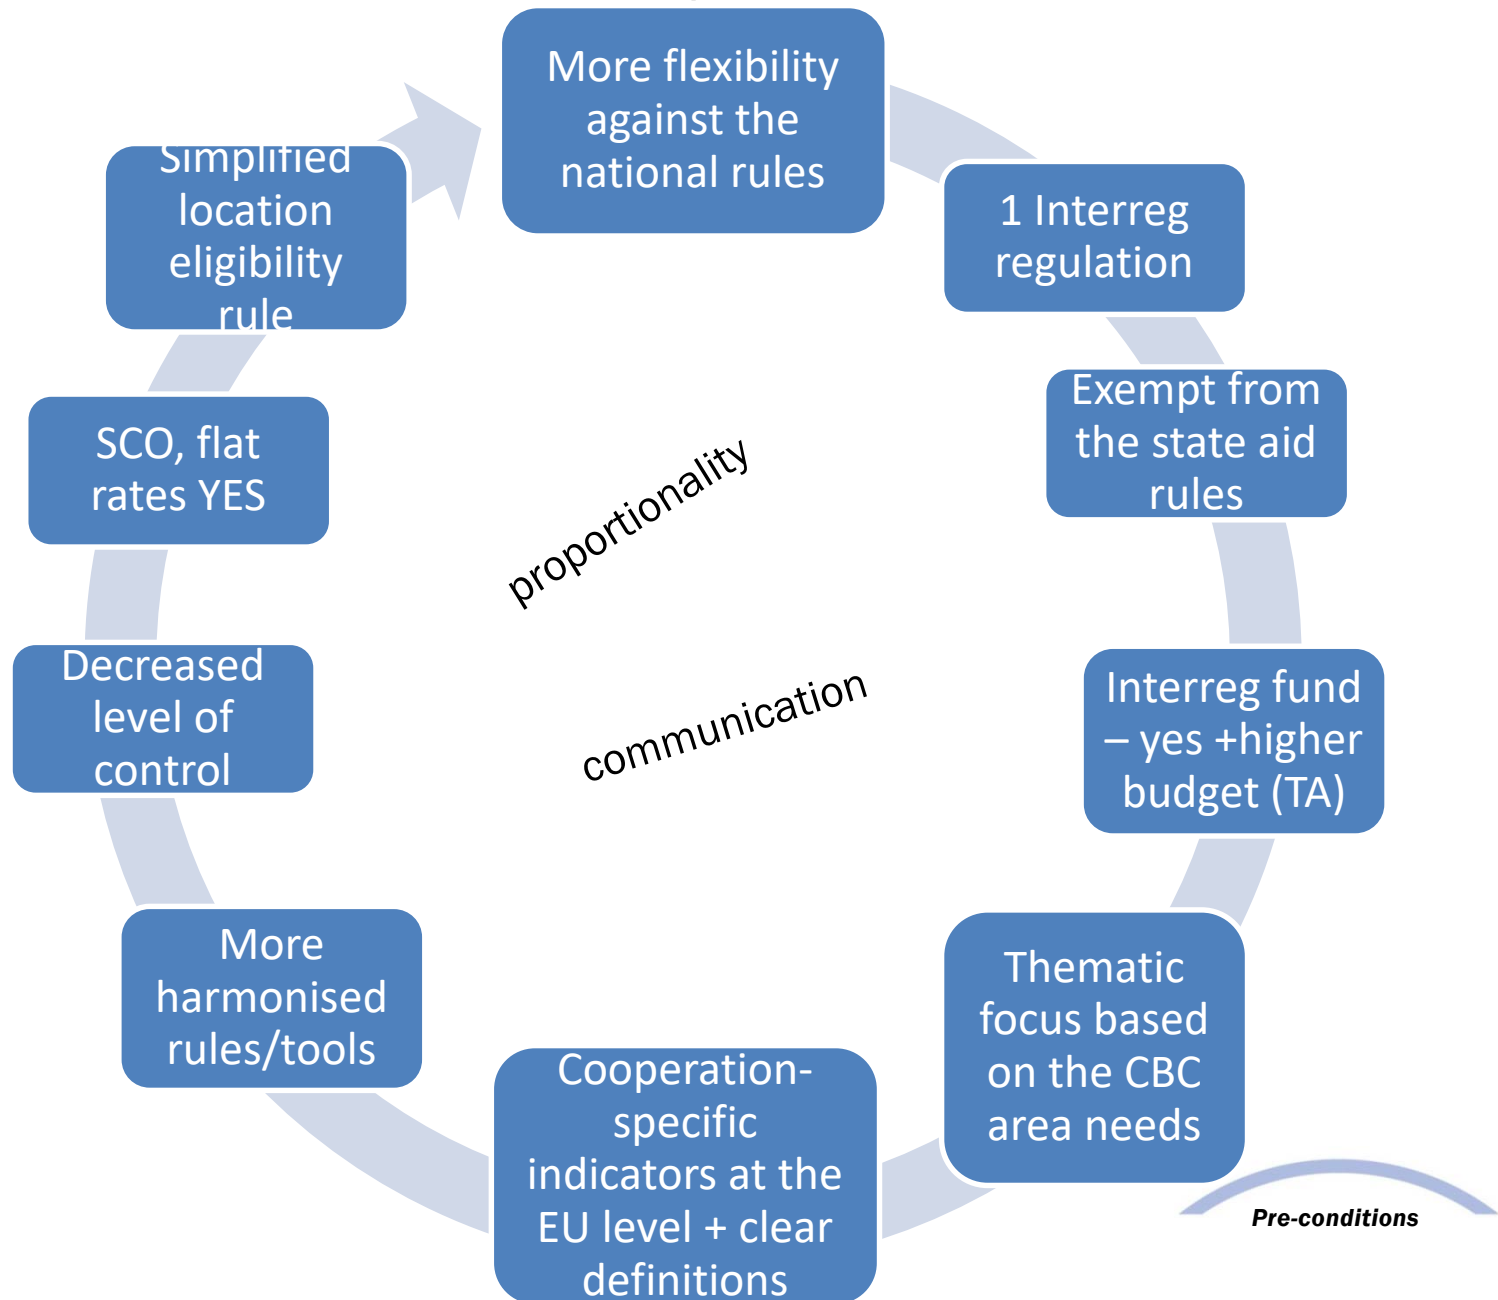 More flexibility
against the
national rules
1 Interreg
regulation
Exempt from
the state aid
rules
Interreg fund
– yes +higher
budget (TA)
Thematic
focus based
on the CBC
area needs
Cooperation-
specific
indicators at the
EU level + clear
definitions
More
harmonised
rules/tools
Decreased
level of
control
SCO, flat
rates YES
Simplified
location
eligibility
rule
proportionality
communication
Pre-conditions